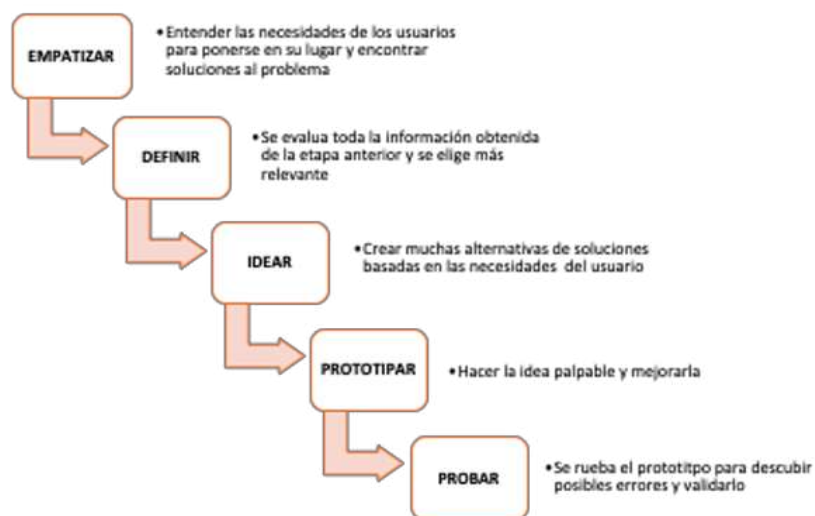 EMPATIZAR
•Entender las necesidades de los usuarios
para ponerse en su lugar y encontrar
soluciones al problema
DEFINIR
•Se evalua toda la información obtenida
de la etapa anterior y se elige más
relevante
IDEAR
•Crear muchas alternativas de soluciones
basadas en las necesidades del usuario
PROTOTIPAR
•Hacer la idea palpable y mejorarla
PROBAR
•Se rueba el prototitpo para descubir
posibles errores y validarlo